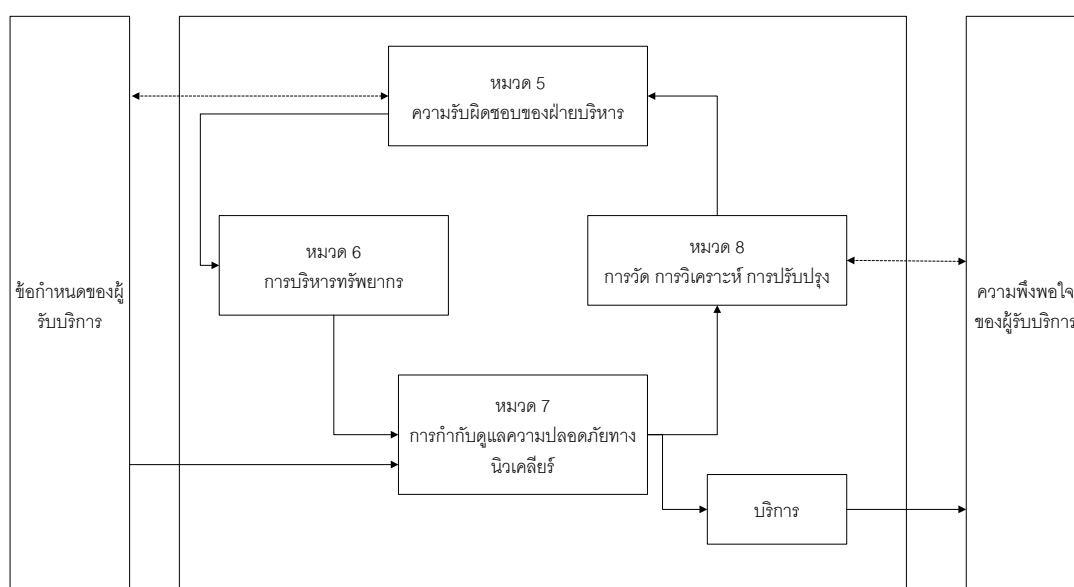 หมวด 5
ความรับผิดชอบของฝ่ายบริหาร
หมวด 6
การบริหารทรัพยากร
หมวด 8
การวัด การวิเคราะห์ การปรับปรุง
ข้อกำหนดของผู้
รับบริการ
ความพึงพอใจ
ของผู้รับบริการ
หมวด 7
การกำกับดูแลความปลอดภัยทาง
นิวเคลียร์
บริการ